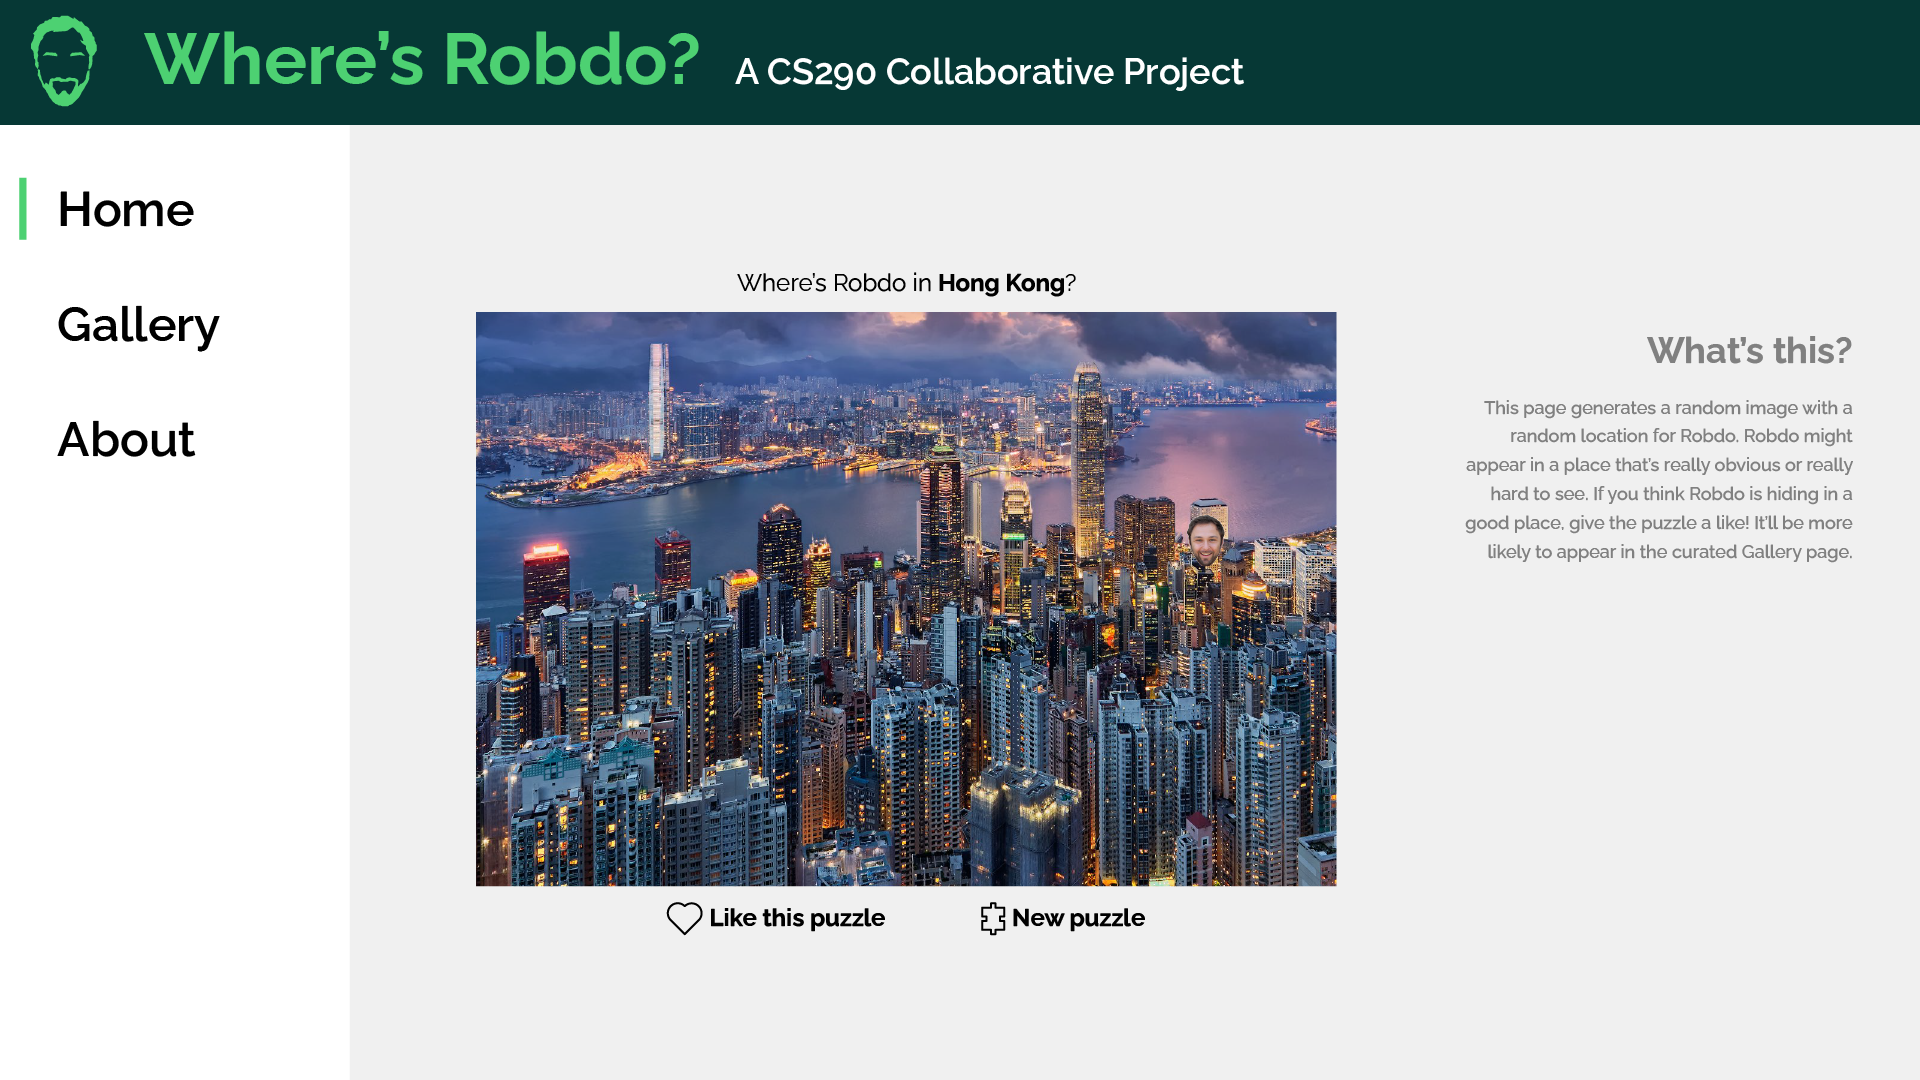 Where’s Robdo? A CS290 Collaborative Project
Home
Gallery
About
Where’s Robdo in Hong Kong?
What’s this?
This page generates a random image with a
random location for Robdo. Robdo might
appear in a place that’s really obvious or really
hard to see. If you think Robdo is hiding in a
good place, give the puzzle a like! It’ll be more
likely to appear in the curated Gallery page.
Like this puzzle
New puzzle